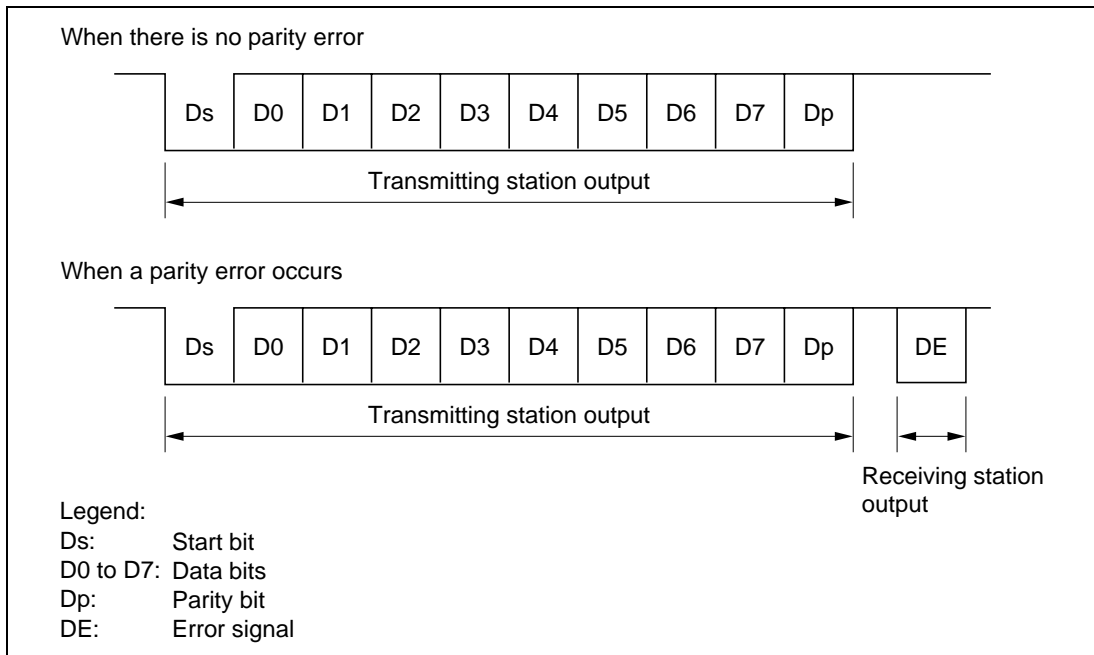 When there is no parity error
Ds D0 D1 D2 D3 D4 D5 D6 D7 Dp
Transmitting station output
When a parity error occurs
Ds D0 D1 D2 D3 D4 D5 D6 D7 Dp DE
Transmitting station output
Receiving station
output
Legend:
Ds: Start bit
D0 to D7: Data bits
Dp: Parity bit
DE: Error signal